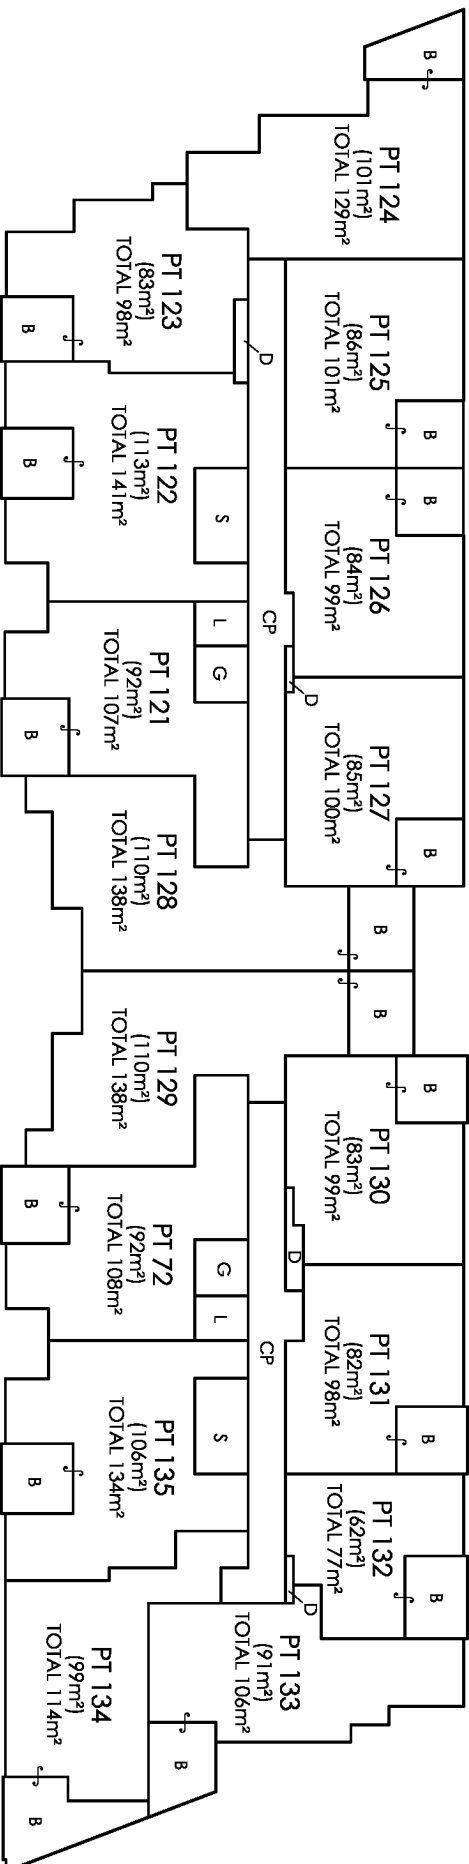 B
PT 124
(101m²)
TOTAL 129m²
PT 123
(83m²)
TOTAL 98m²
B
D
PT 125
(86m²)
TOTAL 101m²
B
PT 122
(113m²)
TOTAL 141m²
B
S
B
PT 126
(84m²)
TOTAL 99m²
CP
L
G
D
PT 121
(92m²)
TOTAL 107m²
B
PT 127
(85m²)
TOTAL 100m²
B
PT 128
(110m²)
TOTAL 138m²
B
B
PT 129
(110m²)
TOTAL 138m²
B
PT 130
(83m²)
TOTAL 99m²
B
PT 72
(92m²)
TOTAL 108m²
G
L
D
CP
PT 131
(82m²)
TOTAL 98m²
B
S
PT 135
(106m²)
TOTAL 134m²
B
PT 132
(62m²)
TOTAL 77m²
B
D
PT 133
(91m²)
TOTAL 106m²
B
PT 134
(99m²)
TOTAL 114m²
B